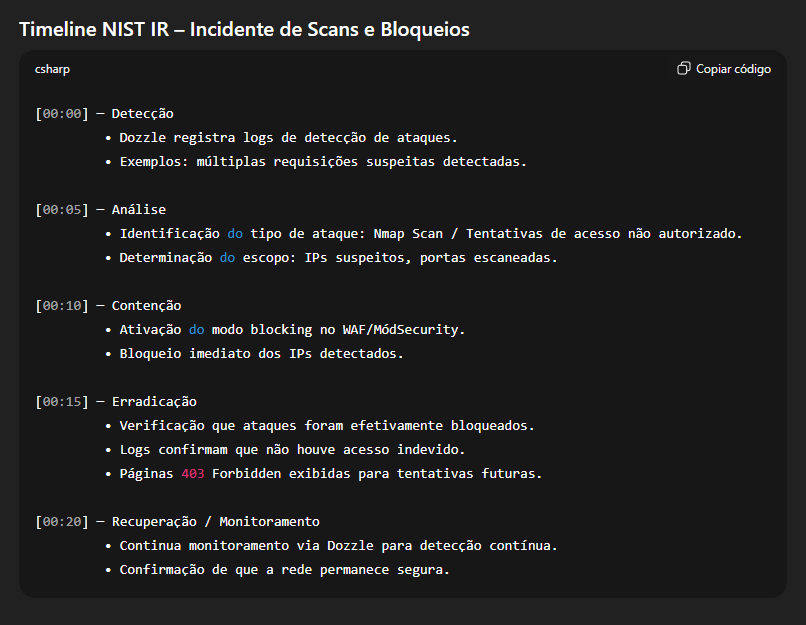 Timeline NIST IR – Incidente de Scans e Bloqueios
csharp
Copiar código
[00:00] – Detecção
• Dozzle registra logs de detecção de ataques.
• Exemplos: múltiplas requisições suspeitas detectadas.
[00:05] – Análise
• Identificação do tipo de ataque: Nmap Scan / Tentativas de acesso não autorizado.
• Determinação do escopo: IPs suspeitos, portas escaneadas.
[00:10] – Contenção
• Ativação do modo blocking no WAF/MódSecurity.
• Bloqueio imediato dos IPs detectados.
[00:15] – Erradicação
• Verificação que ataques foram efetivamente bloqueados.
• Logs confirmam que não houve acesso indevido.
• Páginas 403 Forbidden exibidas para tentativas futuras.
[00:20] – Recuperação / Monitoramento
• Continua monitoramento via Dozzle para detecção contínua.
• Confirmação de que a rede permanece segura.